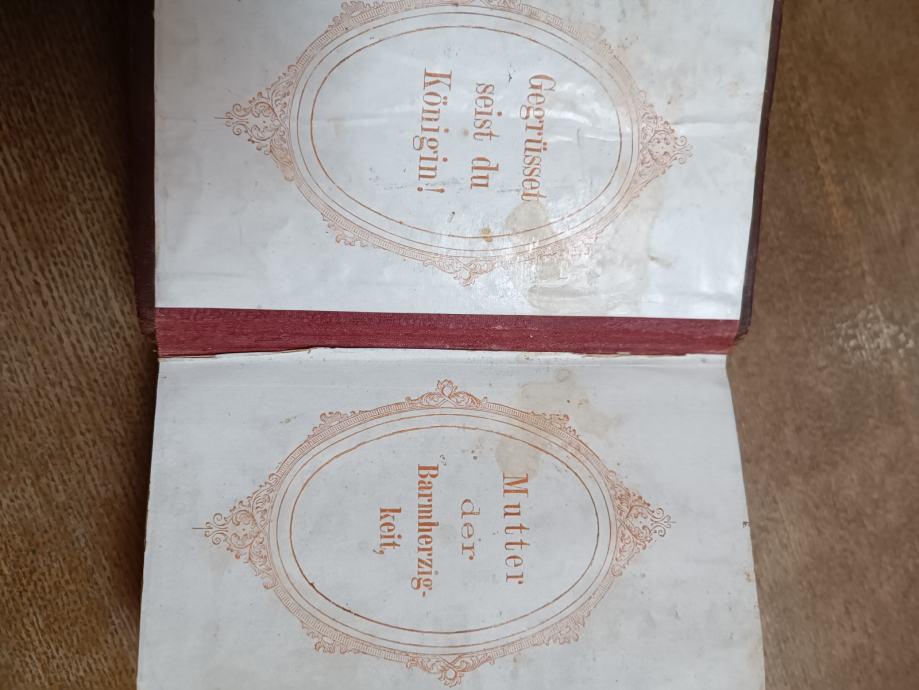 Gegrüsset
seist du
Königin!
Mutter
der
Barmherzig-
keit,